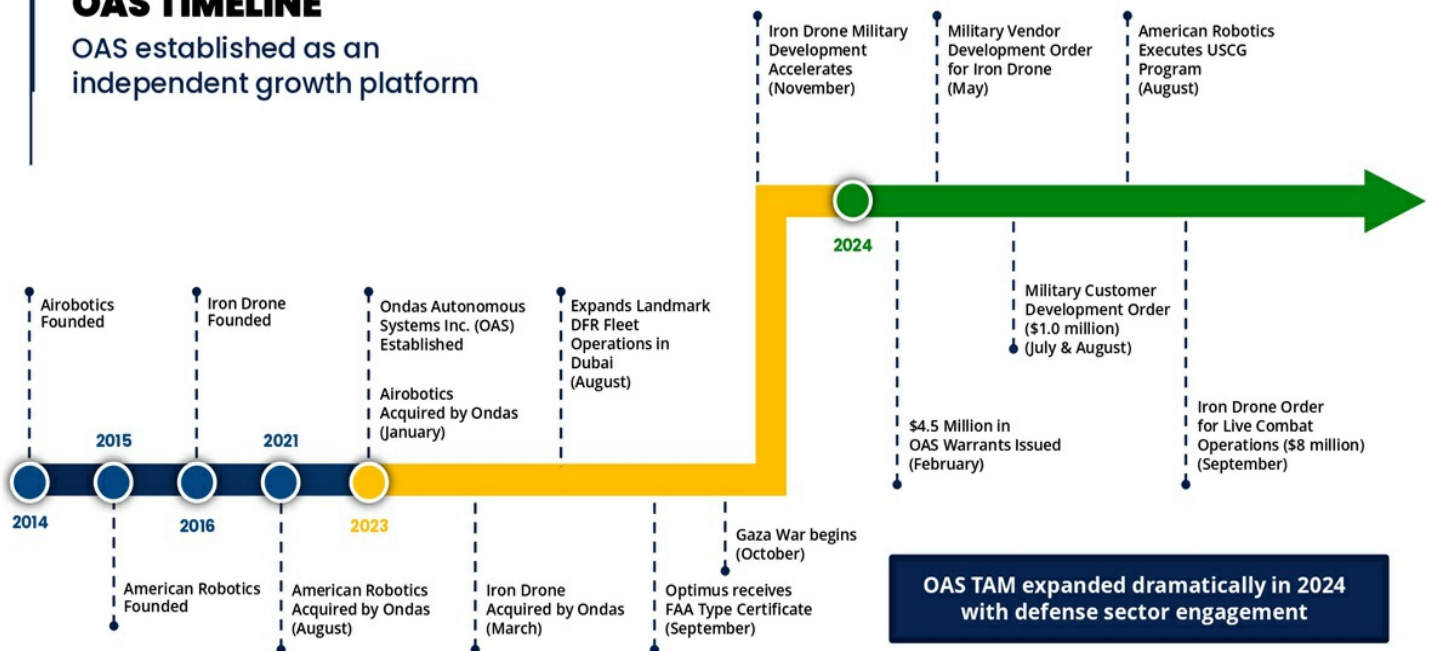 OAS TIMELINE
OAS established as an
independent growth platform
Iron Drone Military
Development
Accelerates
(November)
Military Vendor
Development Order
for Iron Drone
(May)
American Robotics
Executes USCG
Program
(August)
2024
Airobotics
Founded
Iron Drone
Founded
Ondas Autonomous
Systems Inc. (OAS)
Established
Airobotics
Acquired by Ondas
(January)
Expands Landmark
DFR Fleet
Operations in
Dubai
(August)
Military Customer
Development Order
($1.0 million)
(July & August)
$4.5 Million in
OAS Warrants Issued
(February)
Iron Drone Order
for Live Combat
Operations ($8 million)
(September)
2015
2021
2014
2016
2023
American Robotics
Founded
American Robotics
Acquired by Ondas
(August)
Iron Drone
Acquired by Ondas
(March)
Optimus receives
FAA Type Certificate
(September)
Gaza War begins
(October)
OAS TAM expanded dramatically in 2024
with defense sector engagement